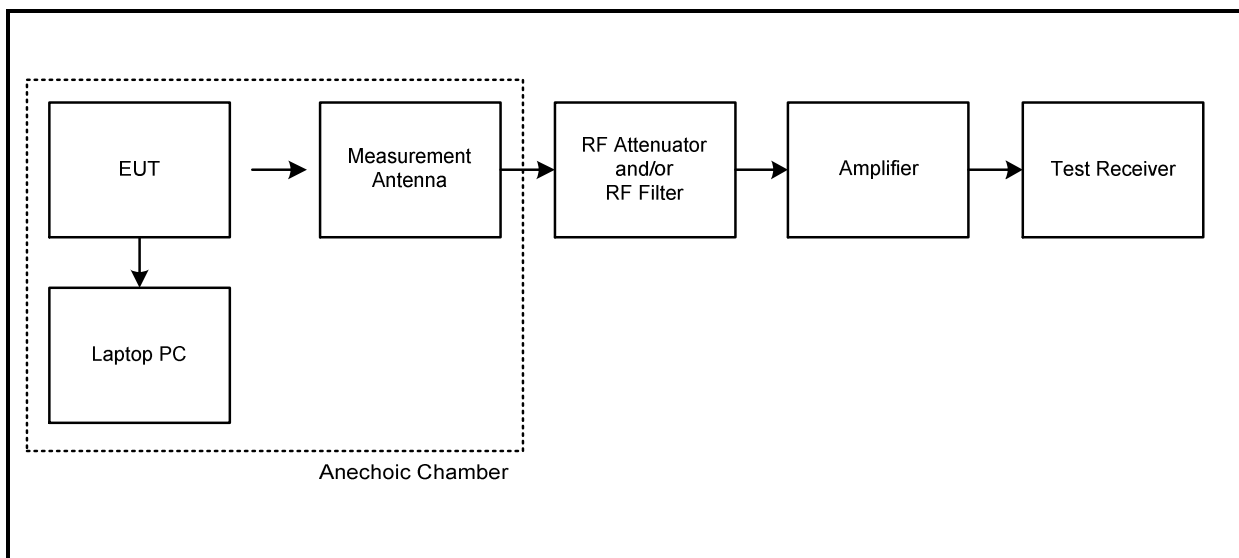 EUT
Measurement
Antenna
RF Attenuator
and/or
RF Filter
Amplifier
Test Receiver
Laptop PC
Anechoic Chamber